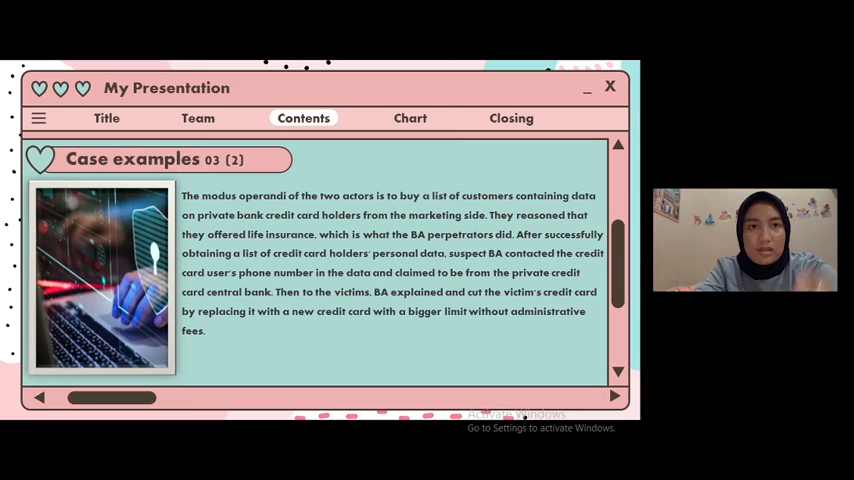 My Presentation
_ X
Title Team Contents Chart Closing
Case examples 03 (2)
The modus operandi of the two actors is to buy a list of customers containing data
on private bank credit card holders from the marketing side. They reasoned that
they offered life insurance, which is what the BA perpetrators did. After successfully
obtaining a list of credit card holders' personal data, suspect BA contacted the credit
card user's phone number in the data and claimed to be from the private credit
card central bank. Then to the victims, BA explained and cut the victim's credit card
by replacing it with a new credit card with a bigger limit without administrative
fees.
Activate Windows
Go to Settings to activate Windows.